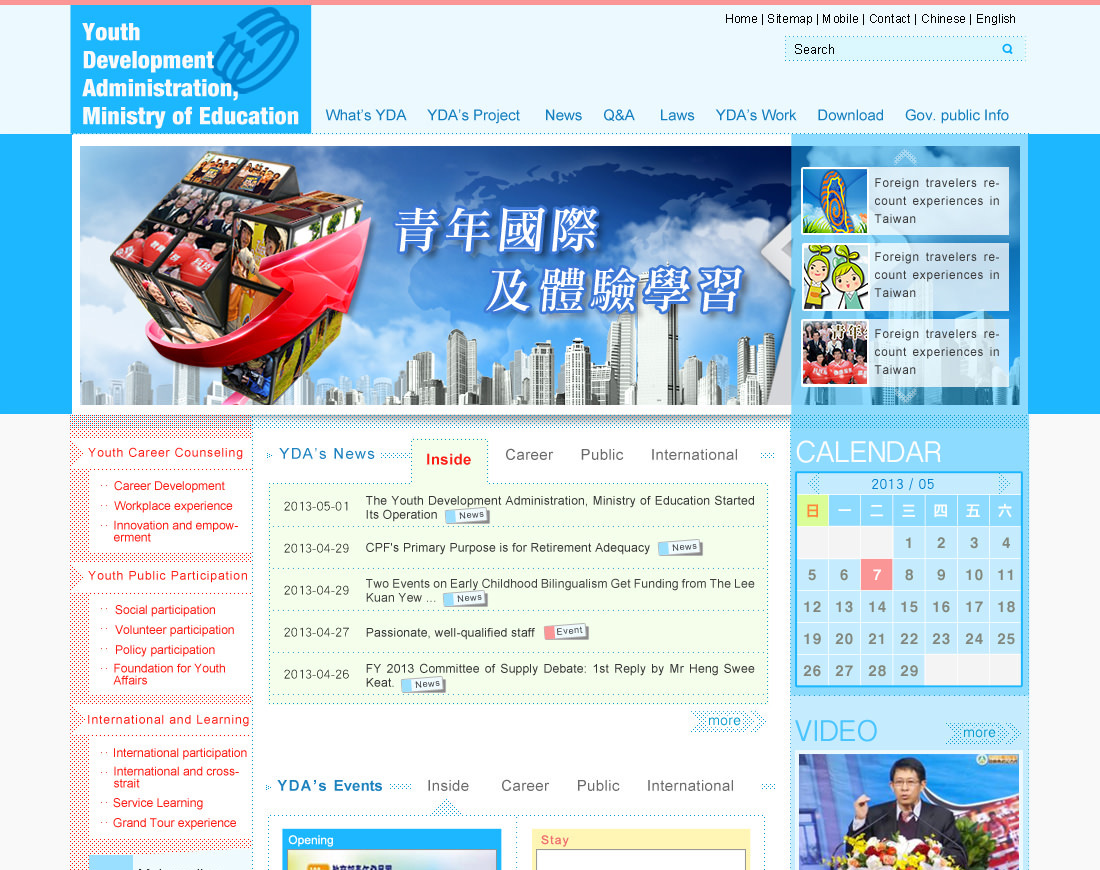 Home | Sitemap | Mobile | Contact | Chinese | English
Search
Youth
Development
Administration,
Ministry of Education
What's YDA YDA's Project News Q&A Laws YDA's Work Download Gov. public Info
青年國際
及體驗學習
Foreign travelers re-
count experiences in
Taiwan
Foreign travelers re-
count experiences in
Taiwan
Foreign travelers re-
count experiences in
Taiwan
Youth Career Counseling
Career Development
Workplace experience
Innovation and empow-
erment
Youth Public Participation
Social participation
Volunteer participation
Policy participation
Foundation for Youth
Affairs
International and Learning
International participation
International and cross-
strait
Service Learning
Grand Tour experience
YDA's News Inside Career Public International
2013-05-01 The Youth Development Administration, Ministry of Education Started
Its Operation News
2013-04-29 CPF's Primary Purpose is for Retirement Adequacy News
2013-04-29 Two Events on Early Childhood Bilingualism Get Funding from The Lee
Kuan Yew ... News
2013-04-27 Passionate, well-qualified staff Event
2013-04-26 FY 2013 Committee of Supply Debate: 1st Reply by Mr Heng Swee
Keat. News
more
YDA's Events Inside Career Public International
Opening
Stay
CALENDAR
2013 / 05
日 一 二 三 四 五 六
1 2 3 4
5 6 7 8 9 10 11
12 13 14 15 16 17 18
19 20 21 22 23 24 25
26 27 28 29
VIDEO
more